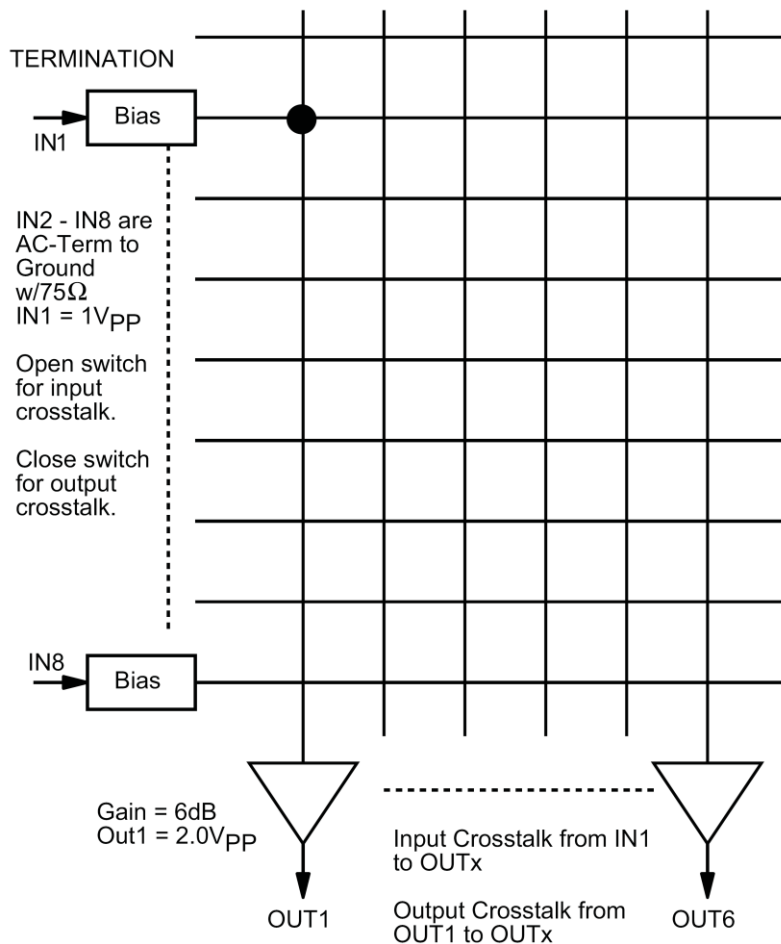 TERMINATION
Bias
IN1
IN2 - IN8 are
AC-Term to
Ground
w/75Ω
IN1 = 1VPP
Open switch
for input
crosstalk.
Close switch
for output
crosstalk.
IN8
Bias
Gain = 6dB
Out1 = 2.0VPP
Input Crosstalk from IN1
to OUTx
Output Crosstalk from
OUT1 to OUTx
OUT1
OUT6